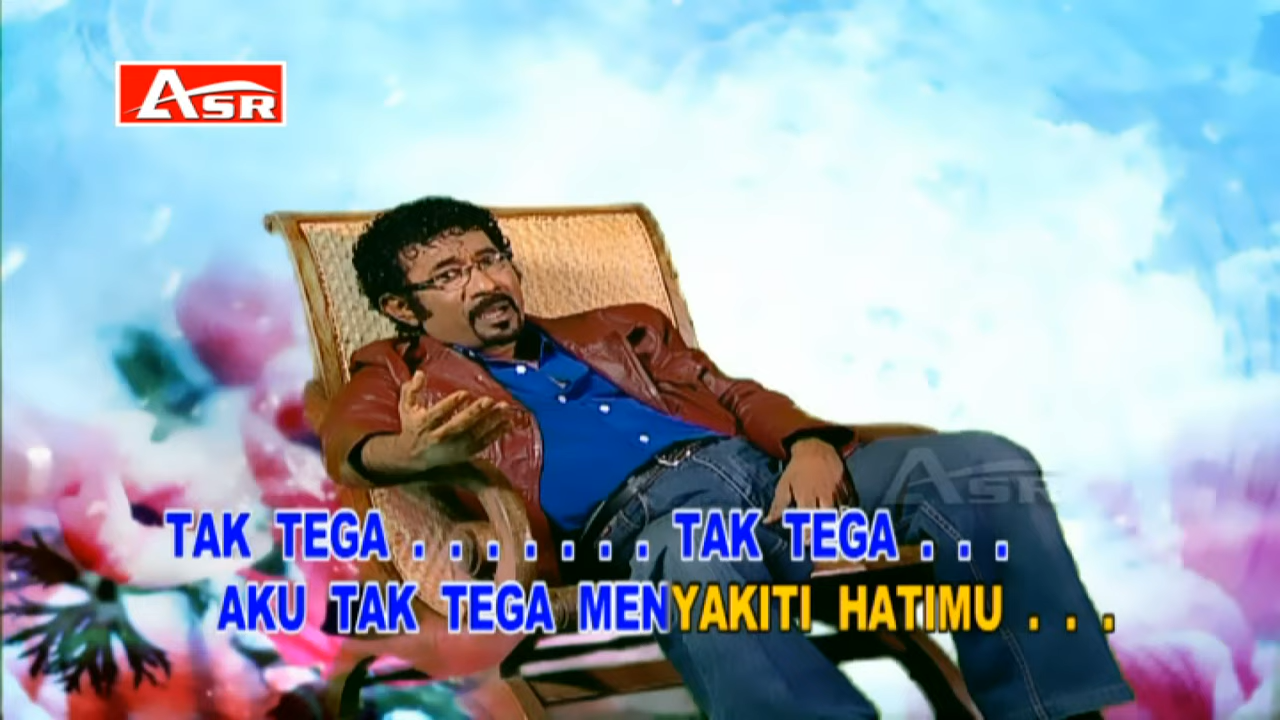 ASR
TAK TEGA . . . . . . . TAK TEGA . . .
ASR
AKU TAK TEGA MENYAKITI HATIMU . . .